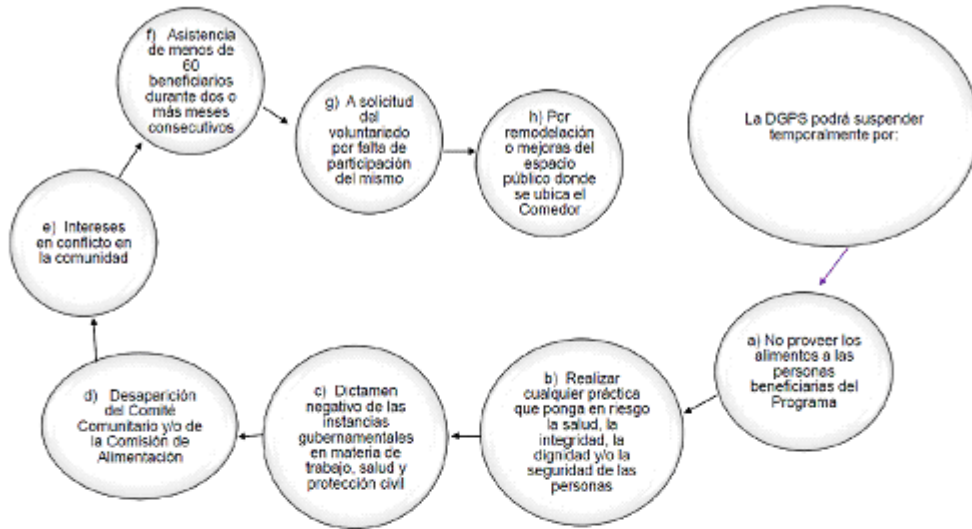 La DGPS podrá suspender
temporalmente por:
a) No proveer los
alimentos a las
personas
beneficiarias del
Programa
b) Realizar
cualquier práctica
que ponga en riesgo
la salud, la
integridad, la
dignidad y/o la
seguridad de las
personas
c) Dictamen
negativo de las
instancias
gubernamentales
en materia de
trabajo, salud y
protección civil
d) Desaparición
del Comité
Comunitario y/o de
la Comisión de
Alimentación
e) Intereses
en conflicto en
la comunidad
f) Asistencia
de menos de
60
beneficiarios
durante dos o
más meses
consecutivos
g) A solicitud
del
voluntariado
por falta de
participación
del mismo
h) Por
remodelación
o mejoras del
espacio
público donde
se ubica el
Comedor